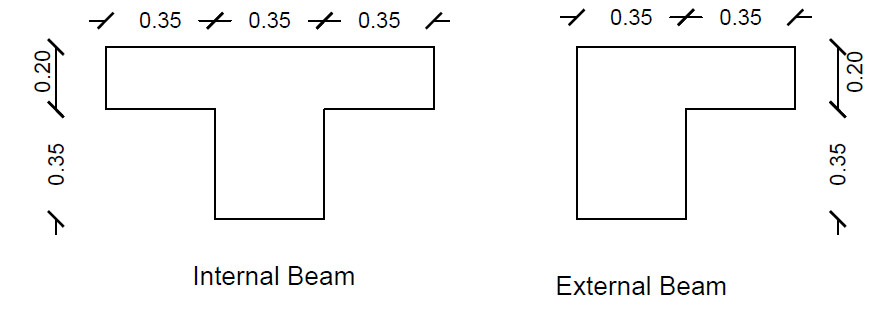 0.35 0.35 0.35
0.20
0.35
Internal Beam
0.35 0.35
0.20
0.35
External Beam